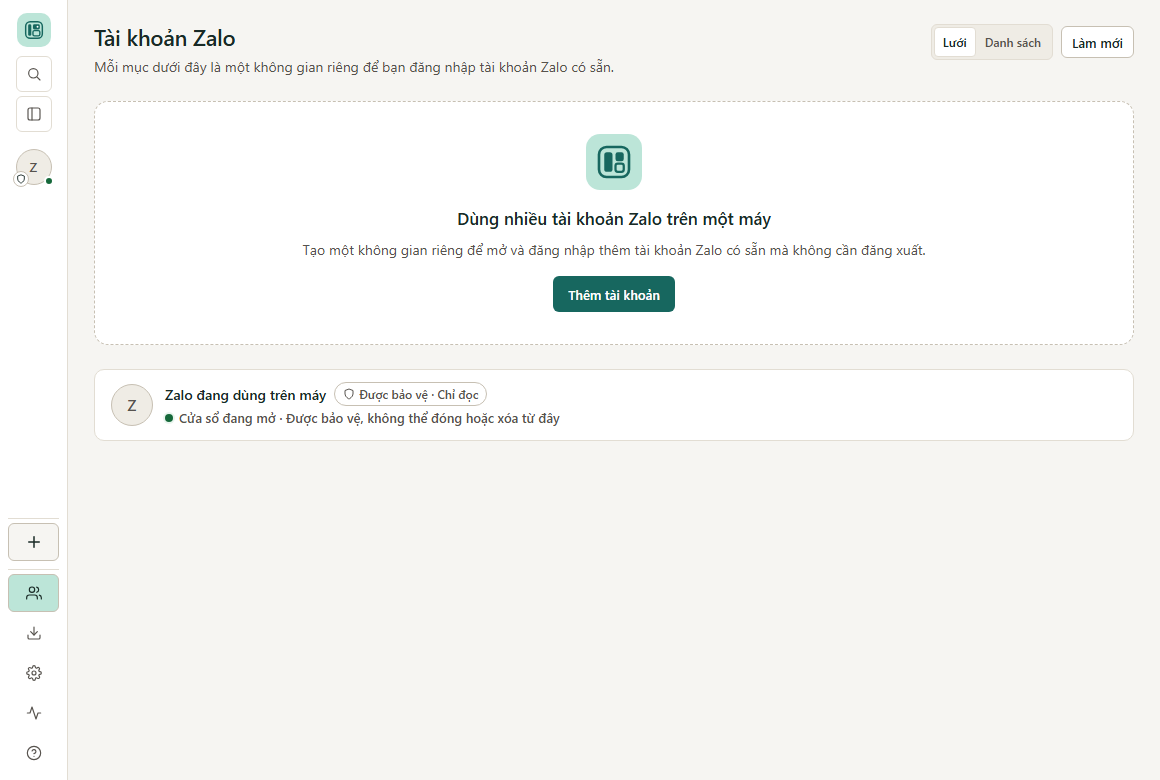 Tài khoản Zalo
Mỗi mục dưới đây là một không gian riêng để bạn đăng nhập tài khoản Zalo có sẵn.
Lưới
Danh sách
Làm mới
Z
Dùng nhiều tài khoản Zalo trên một máy
Tạo một không gian riêng để mở và đăng nhập thêm tài khoản Zalo có sẵn mà không cần đăng xuất.
Thêm tài khoản
Z
Zalo đang dùng trên máy
Được bảo vệ · Chỉ đọc
Cửa sổ đang mở · Được bảo vệ, không thể đóng hoặc xóa từ đây